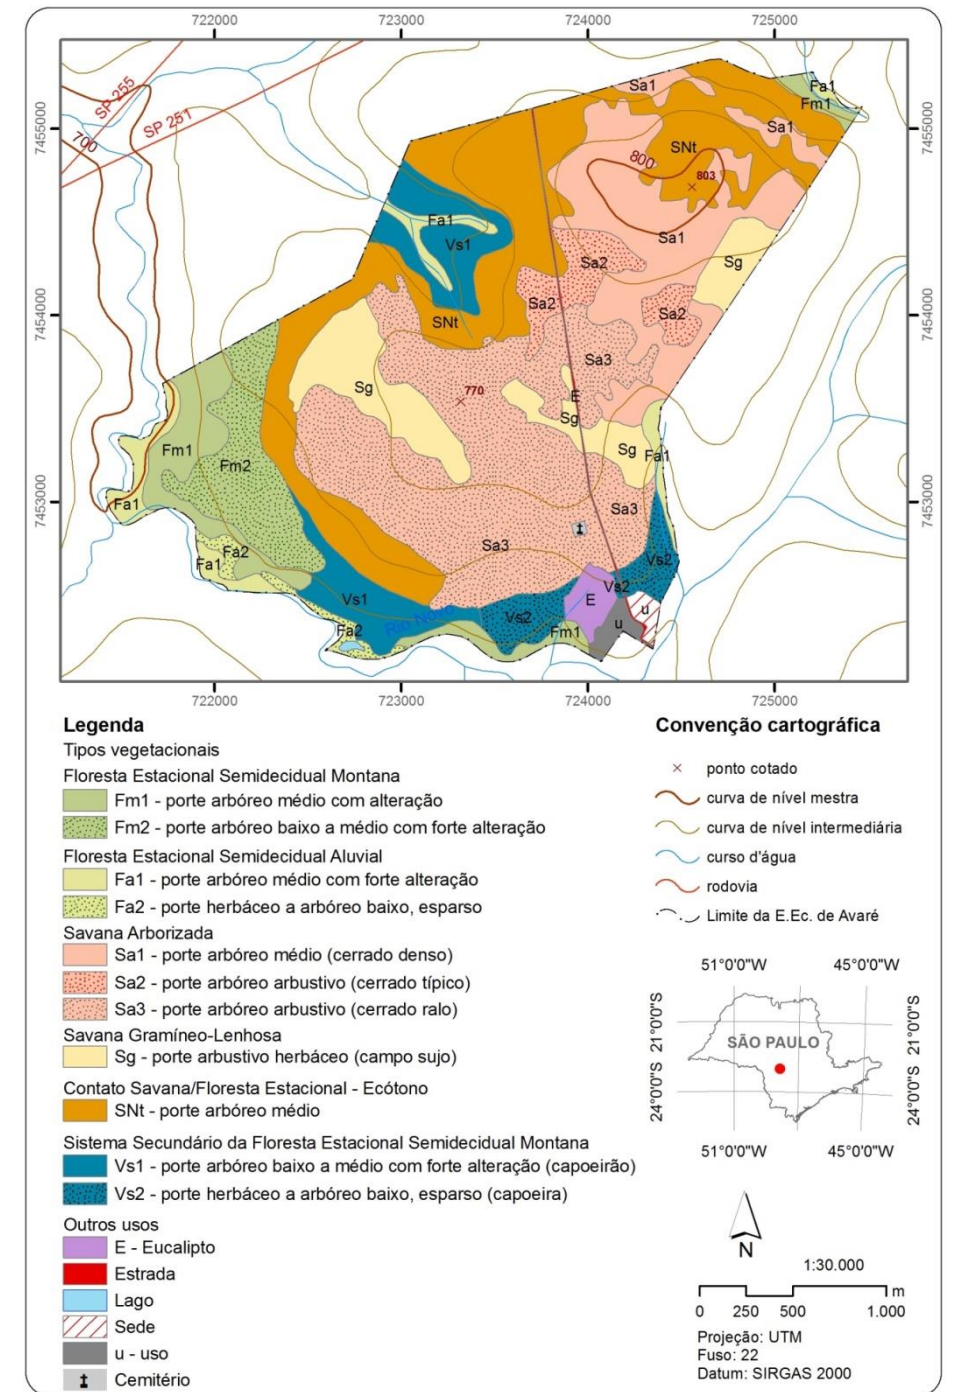 722000 723000 724000 725000
7455000 7455000
7454000 7454000
7453000 7453000
SP 255
SP 251
700
Sa1
Fa1
Fm1
Sa1
SNt
800
803
Fa1
Vs1
Sa1
Sg
Sa2
Sa2
Sa2
SNt
Sa3
Sg
770
E
Sg
Fm1
Fm2
Sg
Fa1
Fa1
Sa3
Sa3
Fa2
Fa1
Vs2
Vs2
Vs1
E
u
Rio Novo
Vs2
u
Fa2
Fm1
722000 723000 724000 725000
Legenda
Tipos vegetacionais
Floresta Estacional Semidecidual Montana
Fm1 - porte arbóreo médio com alteração
Fm2 - porte arbóreo baixo a médio com forte alteração
Floresta Estacional Semidecidual Aluvial
Fa1 - porte arbóreo médio com forte alteração
Fa2 - porte herbáceo a arbóreo baixo, esparso
Savana Arborizada
Sa1 - porte arbóreo médio (cerrado denso)
Sa2 - porte arbóreo arbustivo (cerrado típico)
Sa3 - porte arbóreo arbustivo (cerrado ralo)
Savana Gramíneo-Lenhosa
Sg - porte arbustivo herbáceo (campo sujo)
Contato Savana/Floresta Estacional - Ecótono
SNt - porte arbóreo médio
Sistema Secundário da Floresta Estacional Semidecidual Montana
Vs1 - porte arbóreo baixo a médio com forte alteração (capoeirão)
Vs2 - porte herbáceo a arbóreo baixo, esparso (capoeira)
Outros usos
E - Eucalipto
Estrada
Lago
Sede
u - uso
Cemitério
Convenção cartográfica
ponto cotado
curva de nível mestra
curva de nível intermediária
curso d'água
rodovia
Limite da E.Ec. de Avaré
51°0'0"W 45°0'0"W
21°0'0"S 21°0'0"S
SÃO PAULO
24°0'0"S 24°0'0"S
51°0'0"W 45°0'0"W
N
1:30.000
m
0 250 500 1.000
Projeção: UTM
Fuso: 22
Datum: SIRGAS 2000